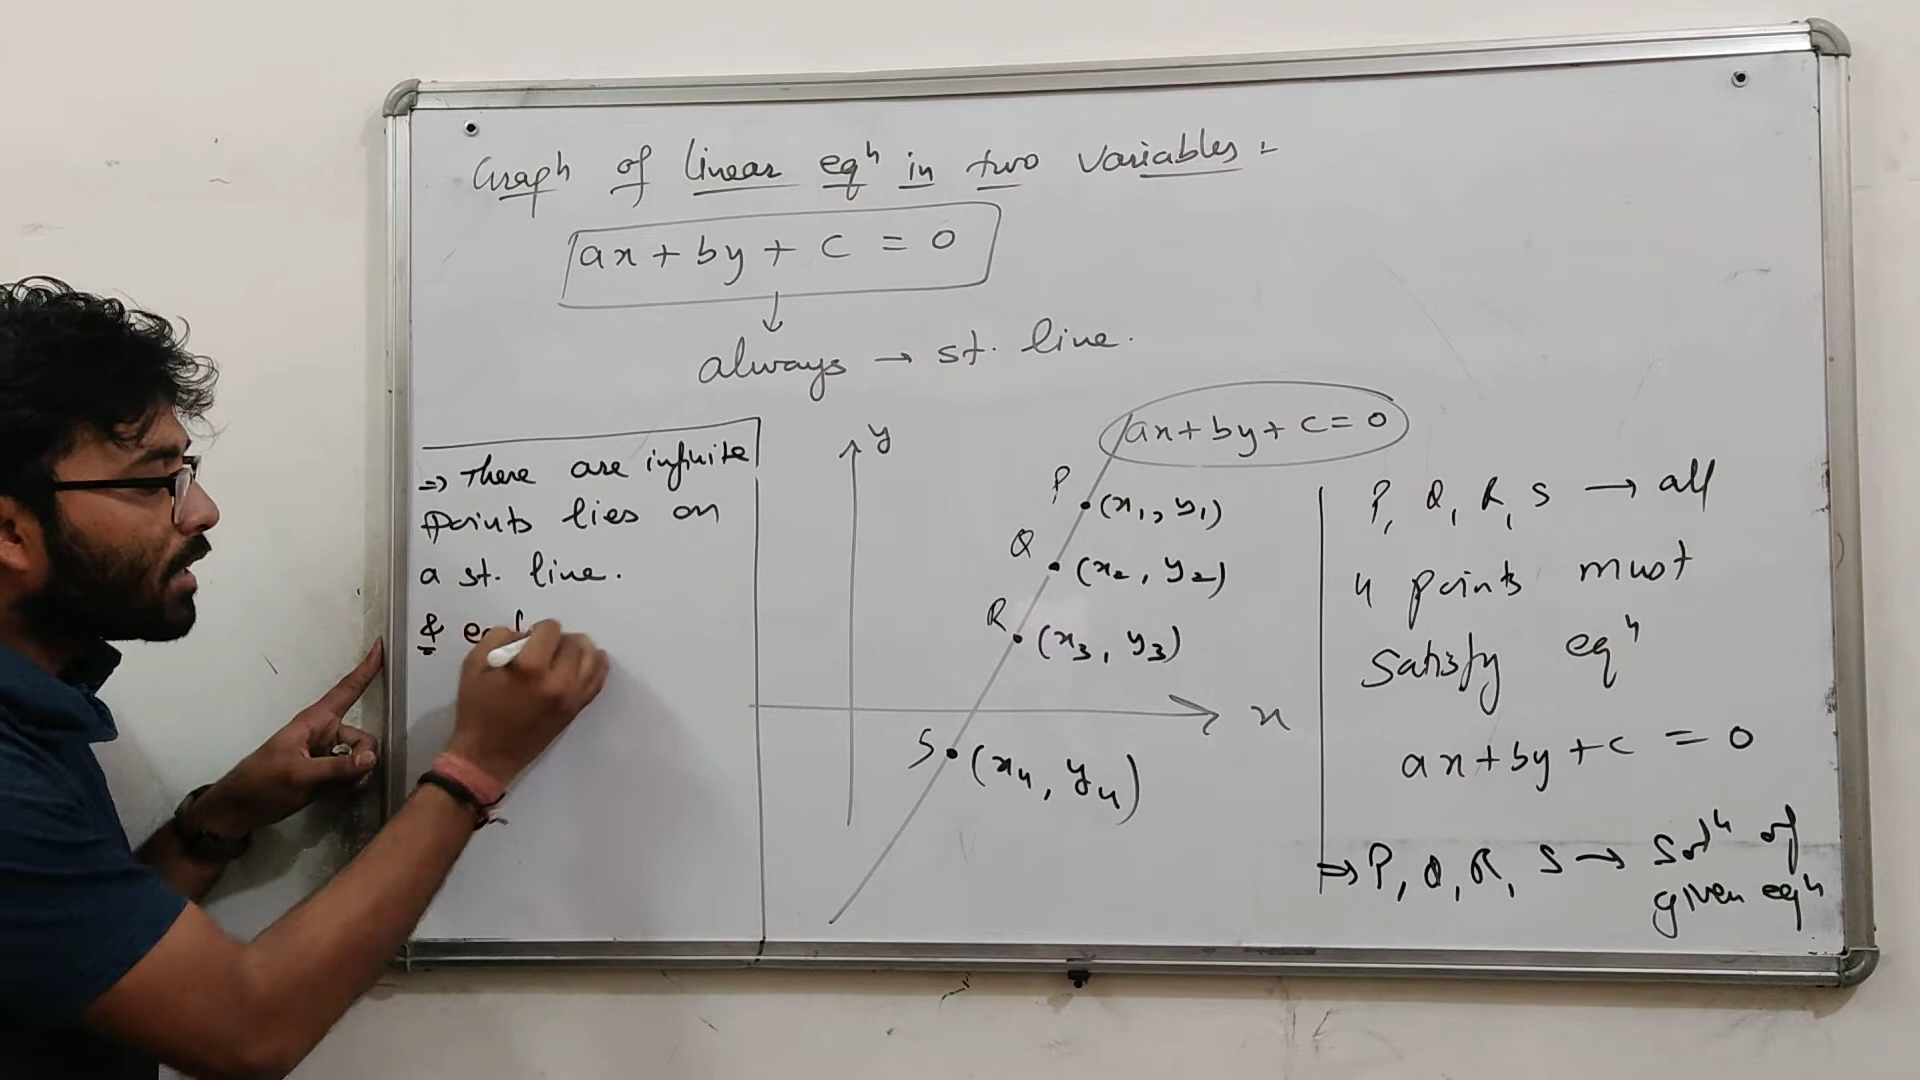 Graph of linear eqⁿ in two variables :-
ax + by + c = 0
↓
always → st. line.
⇒ There are infinite
points lies on
a st. line.
&
y
ax + by + c = 0
P
(x₁, y₁)
Q
(x₂, y₂)
R
(x₃, y₃)
x
S
(x₄, y₄)
P, Q, R, S → all
4 points must
satisfy eqⁿ
ax + by + c = 0
⇒ P, Q, R, S → solⁿ of
given eqⁿ